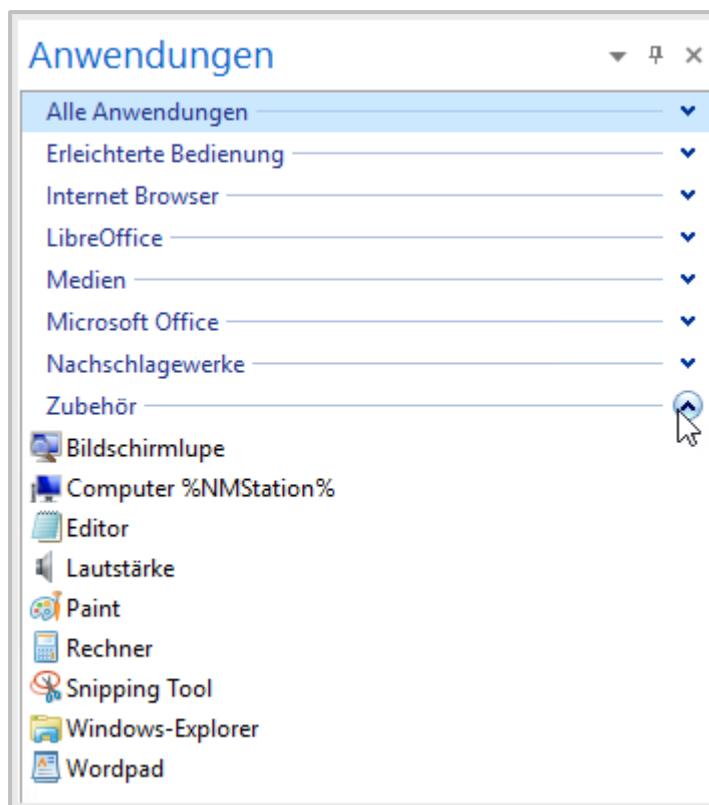 Anwendungen
Alle Anwendungen
Erleichterte Bedienung
Internet Browser
LibreOffice
Medien
Microsoft Office
Nachschlagewerke
Zubehör
Bildschirmlupe
Computer %NMStation%
Editor
Lautstärke
Paint
Rechner
Snipping Tool
Windows-Explorer
Wordpad